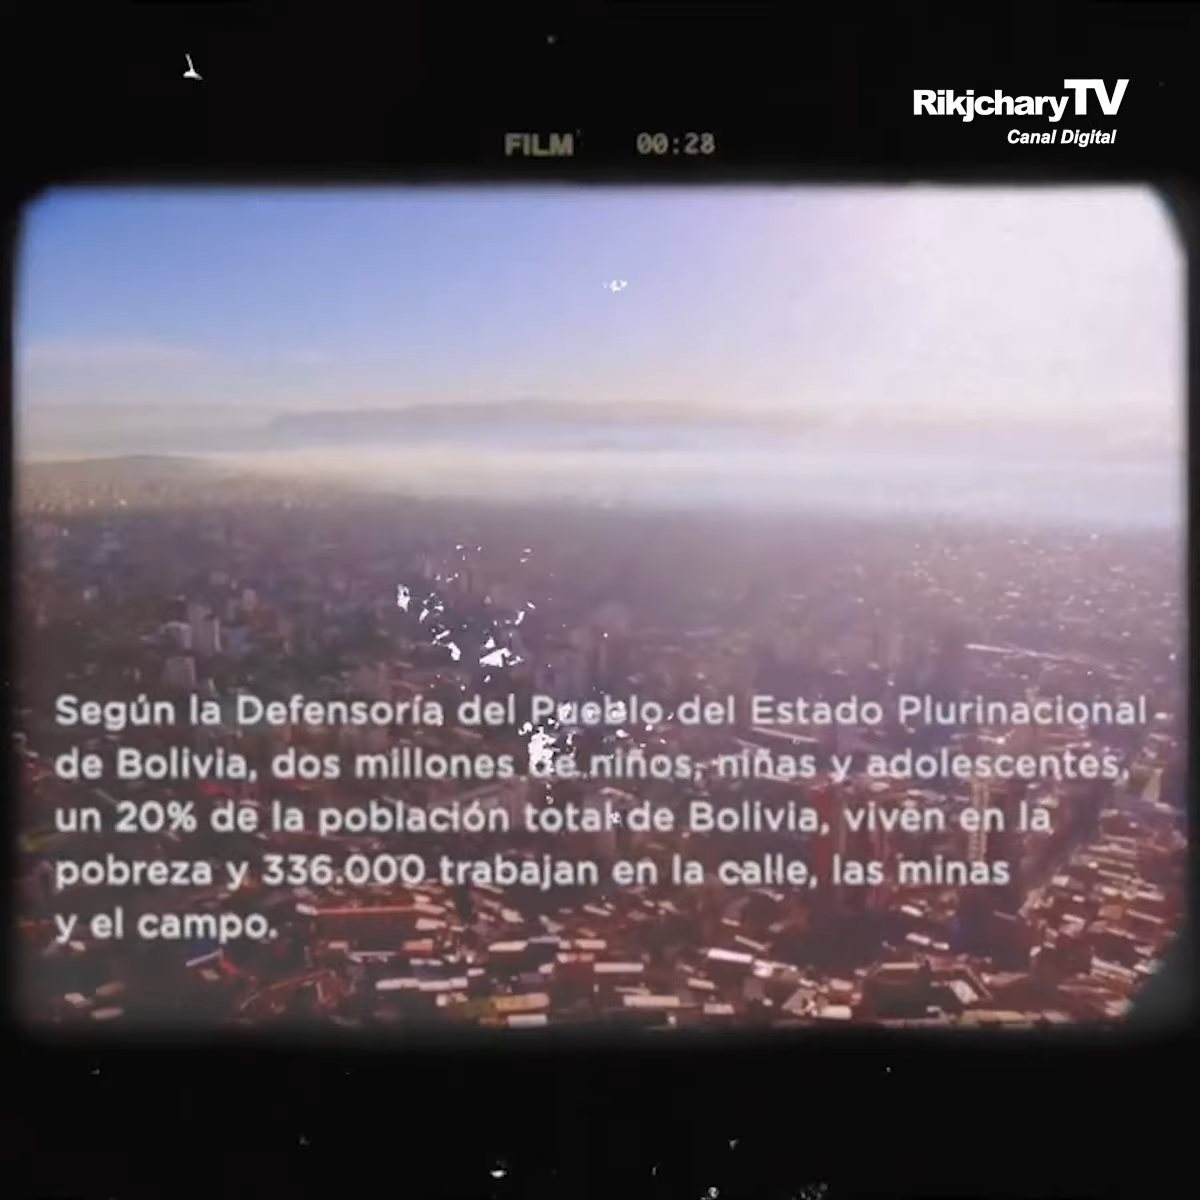 RikjcharyTV
Canal Digital
FILM 00:28
Según la Defensoría del Pueblo del Estado Plurinacional
de Bolivia, dos millones de niños, niñas y adolescentes,
un 20% de la población total de Bolivia, viven en la
pobreza y 336.000 trabajan en la calle, las minas
y el campo.